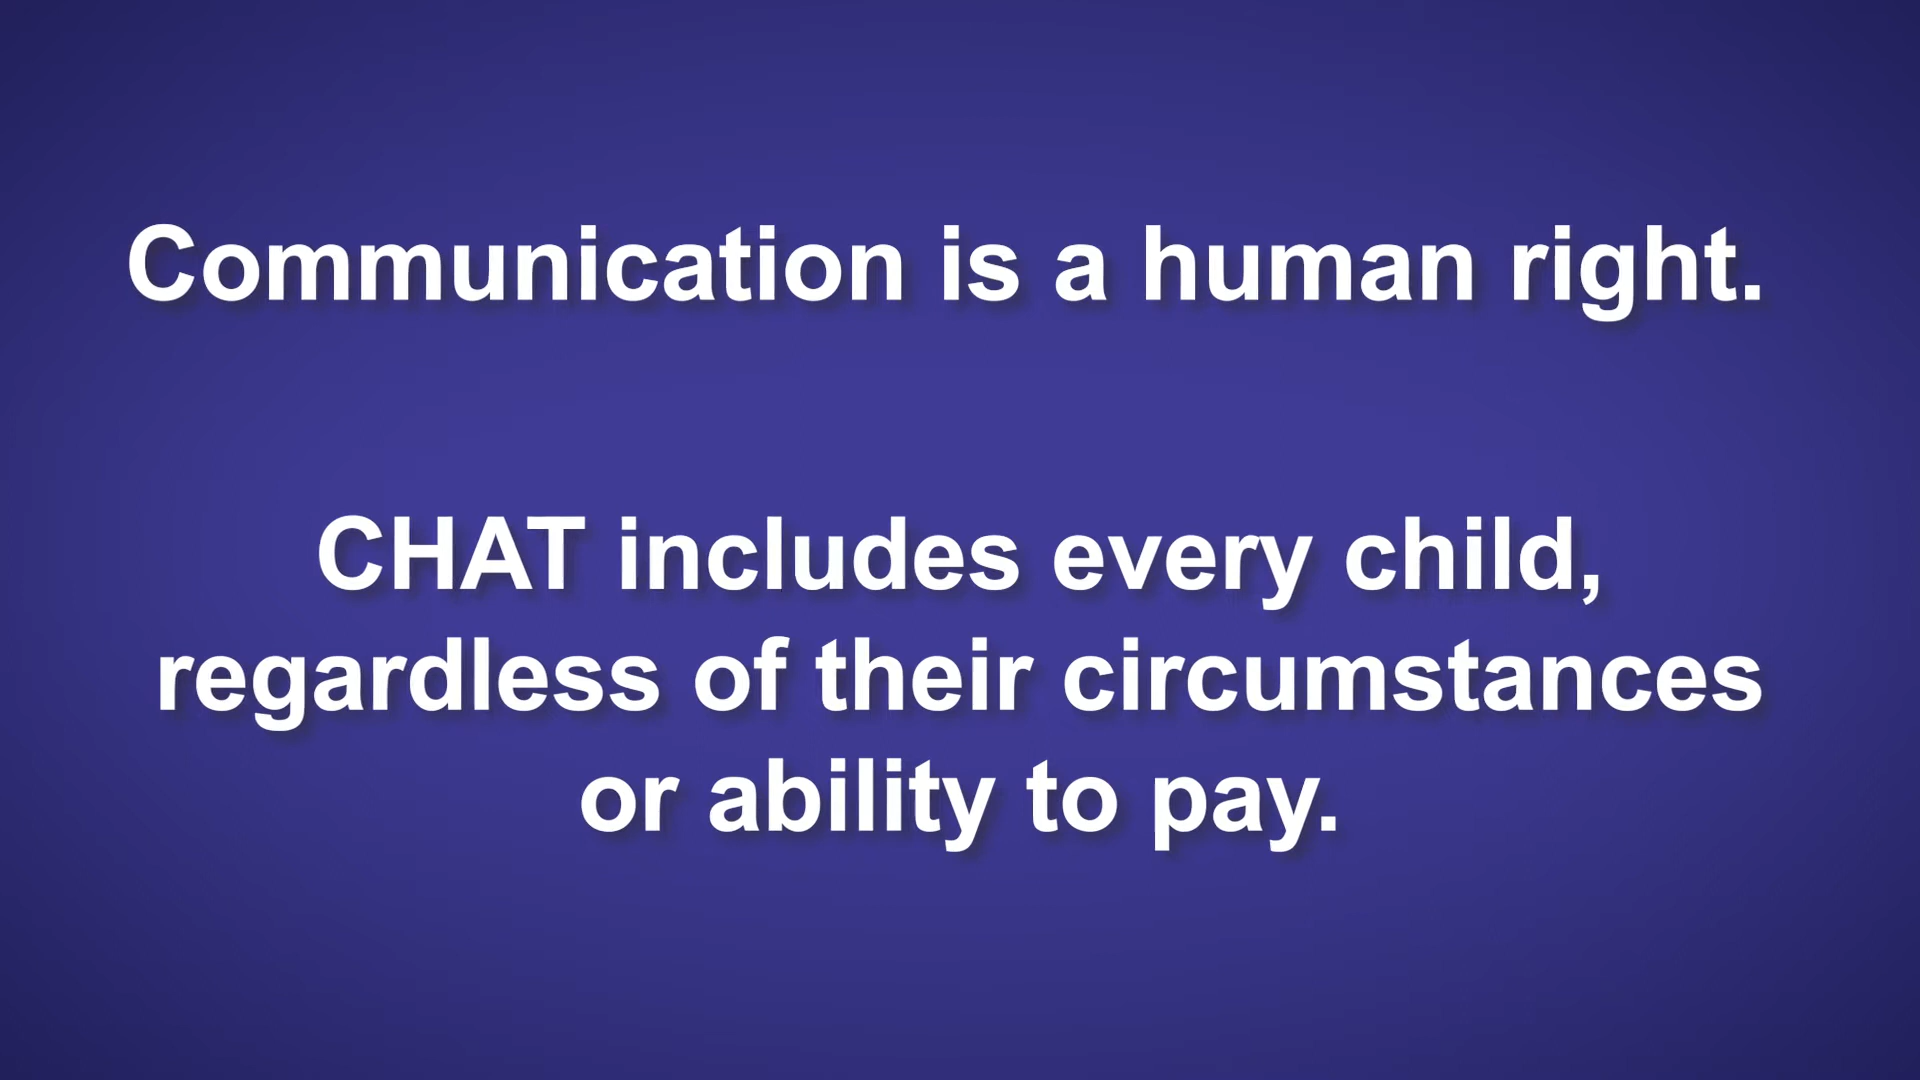 Communication is a human right.
CHAT includes every child,
regardless of their circumstances
or ability to pay.